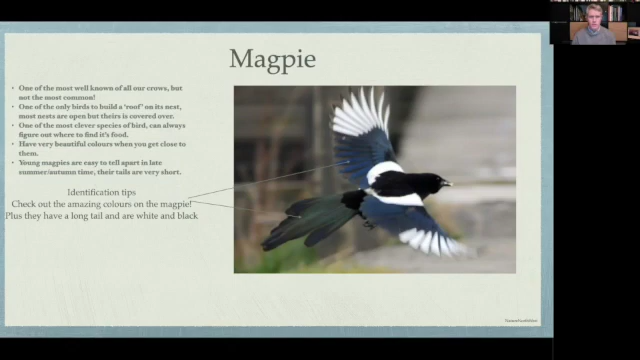 Magpie
• One of the most well known of all our crows, but
not the most common!
• One of the only birds to build a 'roof' on its nest,
most nests are open but theirs is covered over.
• One of the most clever species of bird, can always
figure out where to find it's food.
• Have very beautiful colours when you get close to
them.
• Young magpies are easy to tell apart in late
summer/autumn time, their tails are very short.
Identification tips
Check out the amazing colours on the magpie!
Plus they have a long tail and are white and black